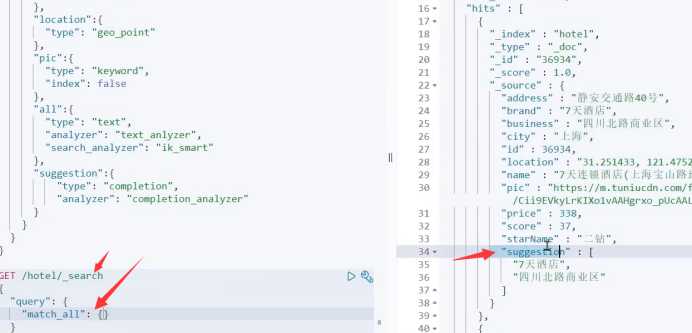 },
"location":{
"type": "geo_point"
},
"pic":{
"type": "keyword",
"index": false
},
"all":{
"type": "text",
"analyzer": "text_anlyzer",
"search_analyzer": "ik_smart"
},
"suggestion":{
"type": "completion",
"analyzer": "completion_analyzer"
}
}
}
}
GET /hotel/_search
{
"query": {
"match_all": {}
}
16 "hits" : [
17 {
18 "_index" : "hotel",
19 "_type" : "_doc",
20 "_id" : "36934",
21 "_score" : 1.0,
22 "_source" : {
23 "address" : "静安交通路40号",
24 "brand" : "7天酒店",
25 "business" : "四川北路商业区",
26 "city" : "上海",
27 "id" : 36934,
28 "location" : "31.251433, 121.4752
29 "name" : "7天连锁酒店(上海宝山路地
30 "pic" : "https://m.tuniucdn.com/f
/Cii9EVkyLrKIXo1vAAHgrxo_pUcAAL
31 "price" : 338,
32 "score" : 37,
33 "starName" : "二钻",
34 "suggestion" : [
35 "7天酒店",
36 "四川北路商业区"
37 ]
38 }
39 },
40 {